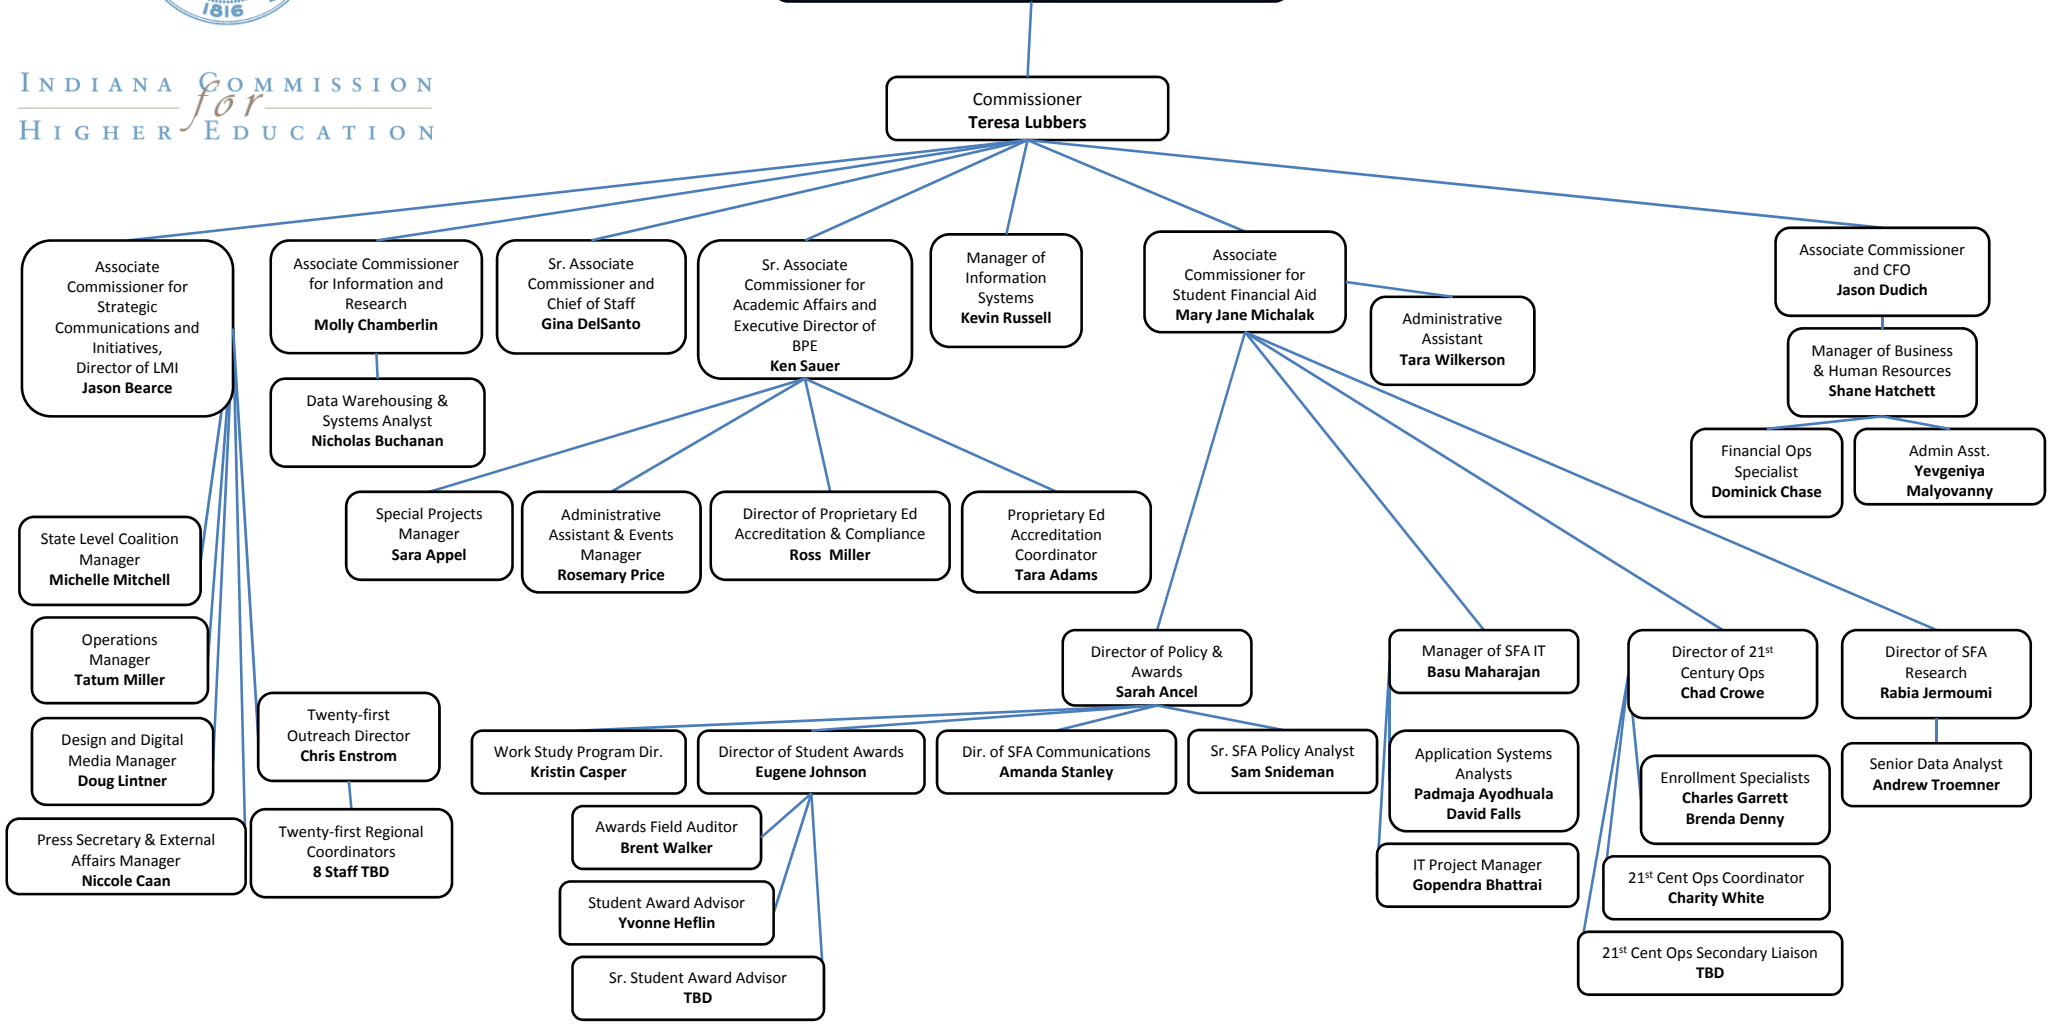 1816
INDIANA COMMISSION
for
HIGHER EDUCATION
Commissioner
Teresa Lubbers
Associate
Commissioner for
Strategic
Communications and
Initiatives,
Director of LMI
Jason Bearce
Associate Commissioner
for Information and
Research
Molly Chamberlin
Sr. Associate
Commissioner and
Chief of Staff
Gina DelSanto
Sr. Associate
Commissioner for
Academic Affairs and
Executive Director of
BPE
Ken Sauer
Manager of
Information
Systems
Kevin Russell
Associate
Commissioner for
Student Financial Aid
Mary Jane Michalak
Administrative
Assistant
Tara Wilkerson
Associate Commissioner
and CFO
Jason Dudich
Manager of Business
& Human Resources
Shane Hatchett
Data Warehousing &
Systems Analyst
Nicholas Buchanan
Financial Ops
Specialist
Dominick Chase
Admin Asst.
Yevgeniya
Malyovanny
Special Projects
Manager
Sara Appel
Administrative
Assistant & Events
Manager
Rosemary Price
Director of Proprietary Ed
Accreditation & Compliance
Ross  Miller
Proprietary Ed
Accreditation
Coordinator
Tara Adams
State Level Coalition
Manager
Michelle Mitchell
Operations
Manager
Tatum Miller
Design and Digital
Media Manager
Doug Lintner
Press Secretary & External
Affairs Manager
Niccole Caan
Twenty-first
Outreach Director
Chris Enstrom
Twenty-first Regional
Coordinators
8 Staff TBD
Director of Policy &
Awards
Sarah Ancel
Manager of SFA IT
Basu Maharajan
Director of 21st
Century Ops
Chad Crowe
Director of SFA
Research
Rabia Jermoumi
Work Study Program Dir.
Kristin Casper
Director of Student Awards
Eugene Johnson
Dir. of SFA Communications
Amanda Stanley
Sr. SFA Policy Analyst
Sam Snideman
Application Systems
Analysts
Padmaja Ayodhuala
David Falls
Enrollment Specialists
Charles Garrett
Brenda Denny
Senior Data Analyst
Andrew Troemner
Awards Field Auditor
Brent Walker
IT Project Manager
Gopendra Bhattrai
21st Cent Ops Coordinator
Charity White
Student Award Advisor
Yvonne Heflin
21st Cent Ops Secondary Liaison
TBD
Sr. Student Award Advisor
TBD